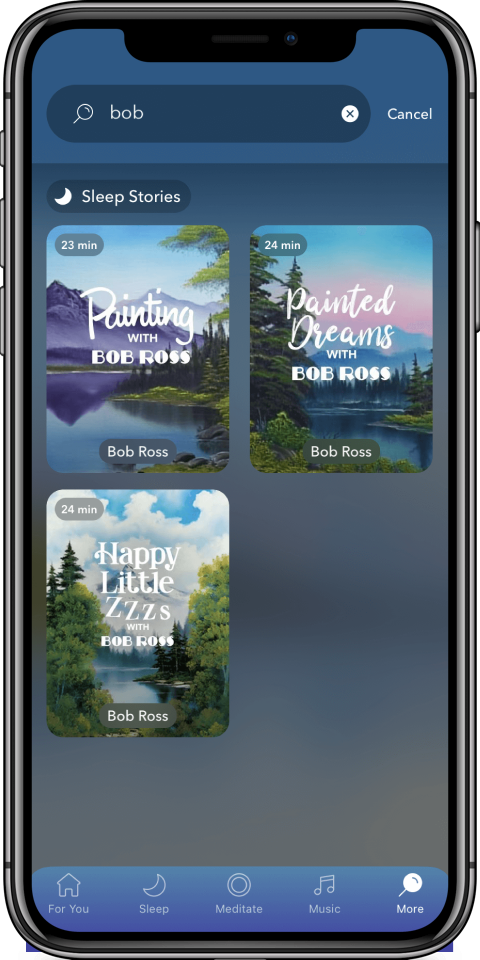 bob
Cancel
Sleep Stories
23 min
Painting
WITH
BOB ROSS
Bob Ross
24 min
Painted
Dreams
WITH
BOB ROSS
Bob Ross
24 min
Happy
Little
Zzzs
WITH
BOB ROSS
Bob Ross
For You
Sleep
Meditate
Music
More